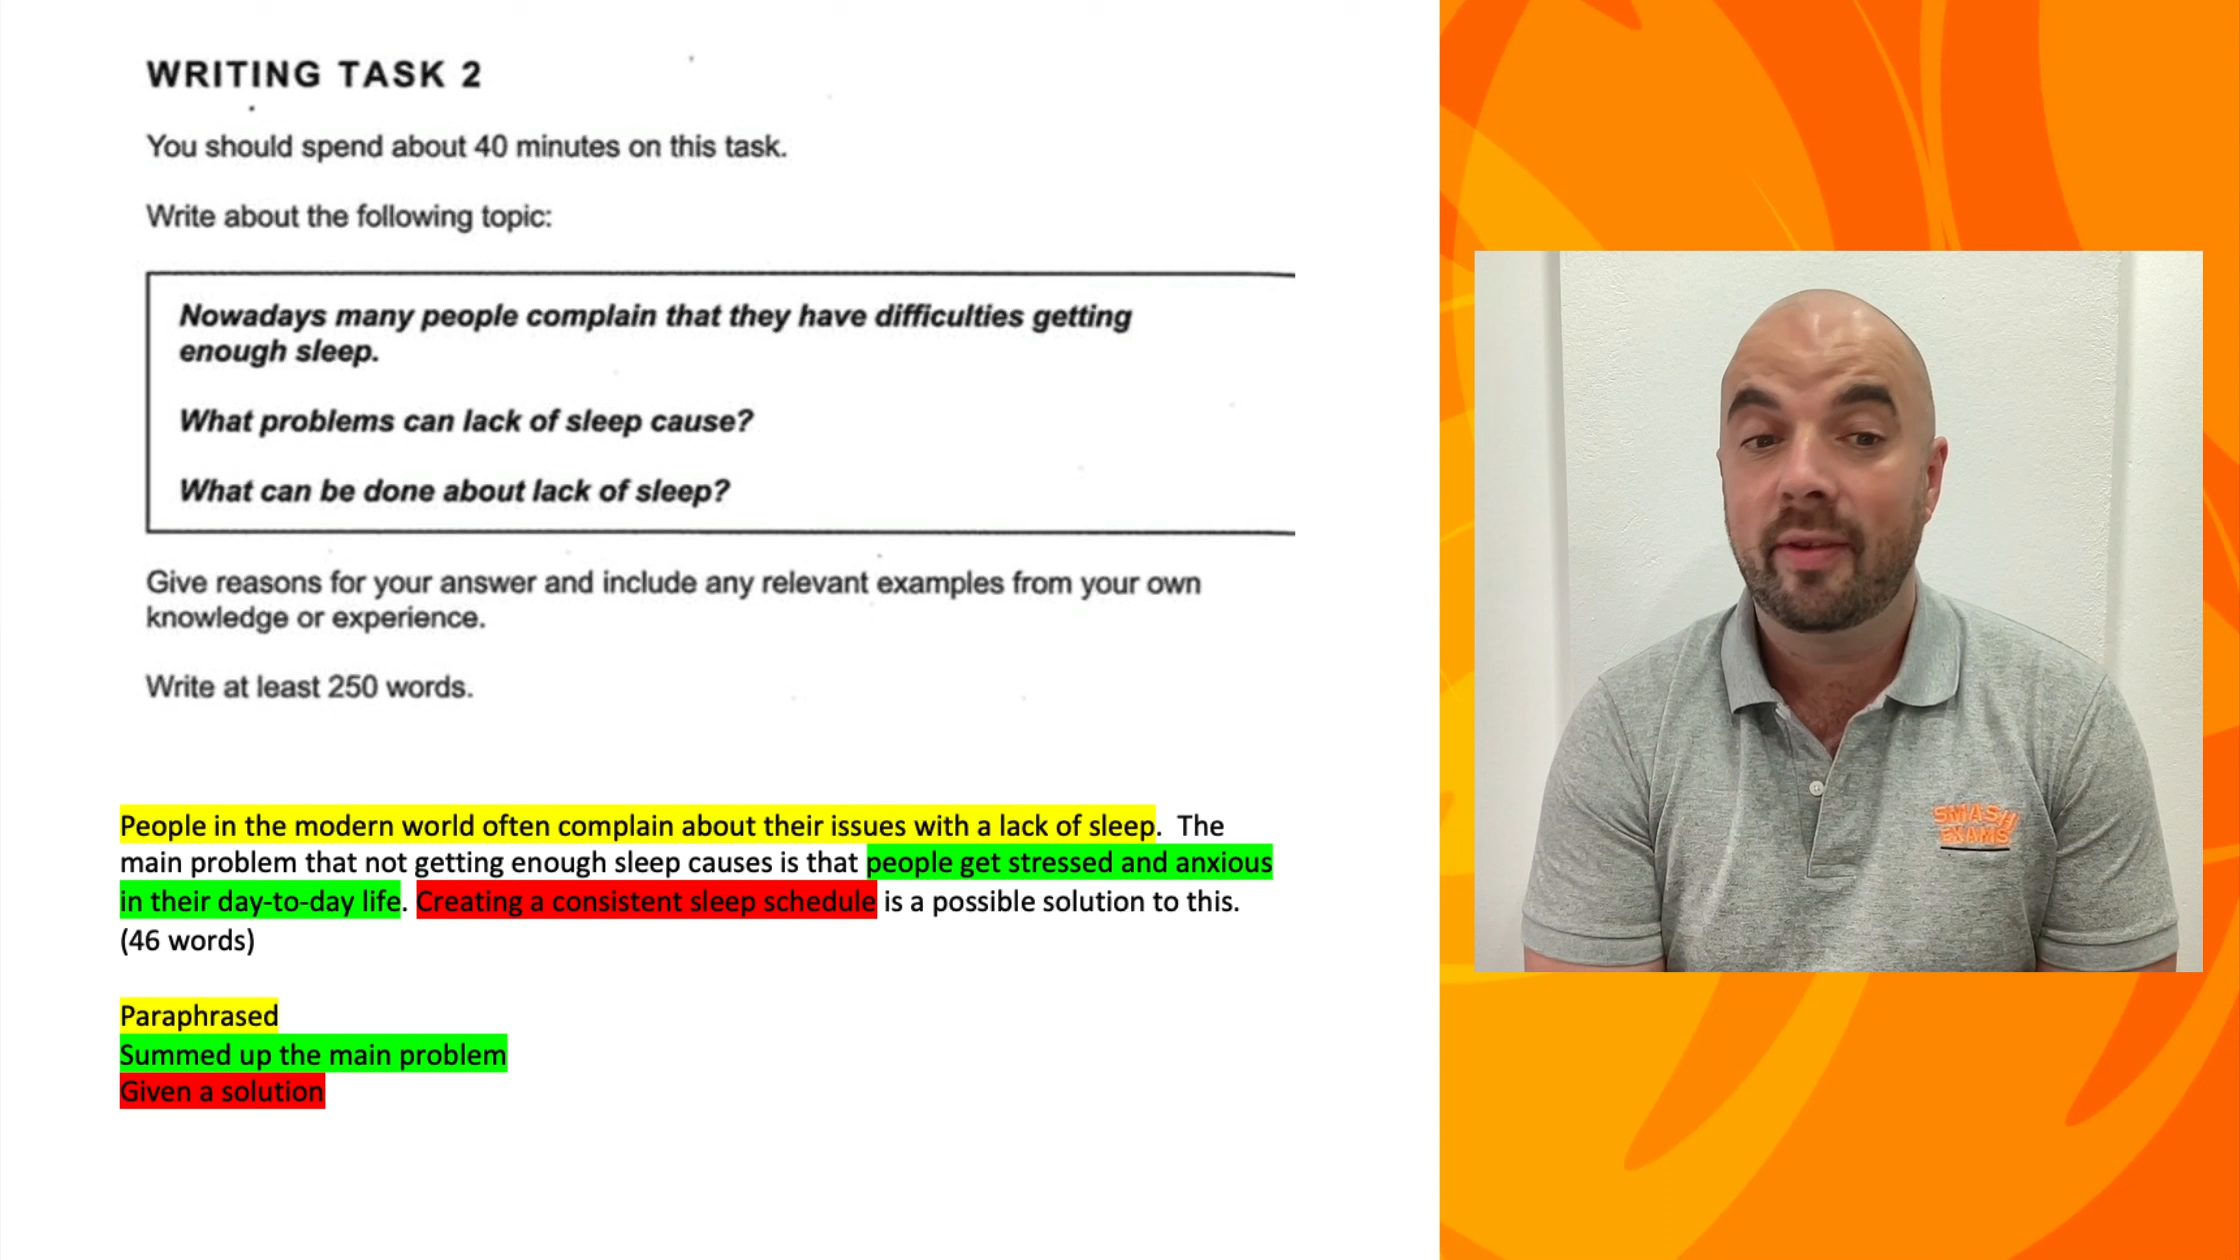 WRITING TASK 2
You should spend about 40 minutes on this task.
Write about the following topic:
Nowadays many people complain that they have difficulties getting
enough sleep.
What problems can lack of sleep cause?
What can be done about lack of sleep?
Give reasons for your answer and include any relevant examples from your own
knowledge or experience.
Write at least 250 words.
People in the modern world often complain about their issues with a lack of sleep.  The
main problem that not getting enough sleep causes is that people get stressed and anxious
in their day-to-day life. Creating a consistent sleep schedule is a possible solution to this.
(46 words)
Paraphrased
Summed up the main problem
Given a solution
SMASH
EXAMS